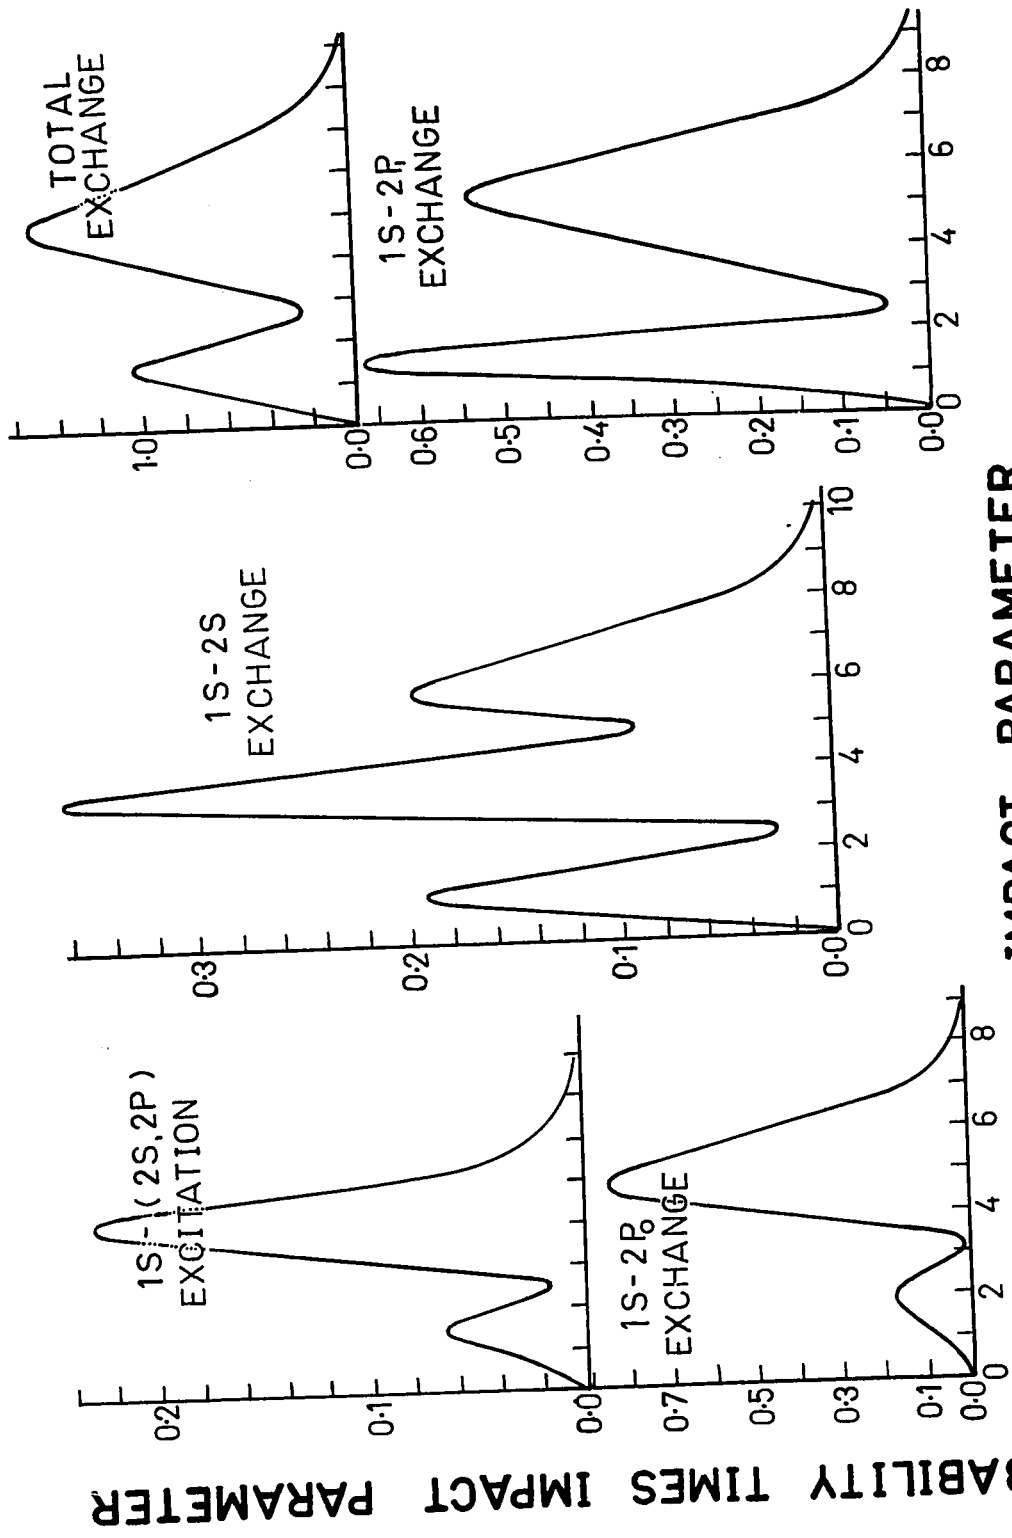 TOTAL
EXCHANGE
1·0
0·0
1S-2P₁
EXCHANGE
0·6
0·5
0·4
0·3
0·2
0·1
0·0
0 2 4 6 8
1S-2S
EXCHANGE
0·3
0·2
0·1
0·0
0 2 4 6 8 10
1S-(2S,2P)
EXCITATION
0·2
0·1
0·0
1S-2P₀
EXCHANGE
0·7
0·5
0·3
0·1
0·0
0 2 4 6 8
TIMES IMPACT PARAMETER
IMPACT PARAMETER